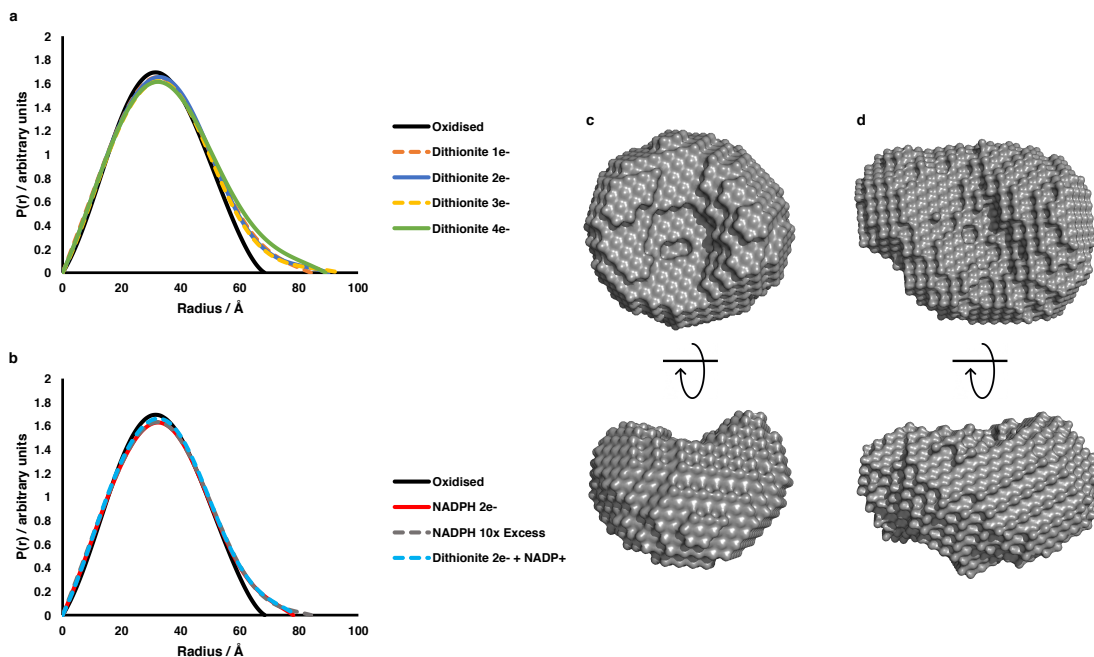 a
P(r) / arbitrary units
2
1.8
1.6
1.4
1.2
1
0.8
0.6
0.4
0.2
0
0 20 40 60 80 100
Radius / Å
Oxidised
Dithionite 1e-
Dithionite 2e-
Dithionite 3e-
Dithionite 4e-
b
P(r) / arbitrary units
2
1.8
1.6
1.4
1.2
1
0.8
0.6
0.4
0.2
0
0 20 40 60 80 100
Radius / Å
Oxidised
NADPH 2e-
NADPH 10x Excess
Dithionite 2e- + NADP+
c
d